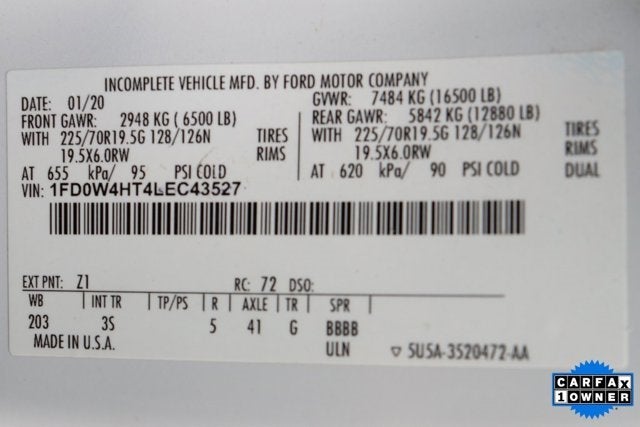 INCOMPLETE VEHICLE MFD. BY FORD MOTOR COMPANY
DATE: 01/20 GVWR: 7484 KG (16500 LB)
FRONT GAWR: 2948 KG ( 6500 LB) REAR GAWR: 5842 KG (12880 LB)
WITH 225/70R19.5G 128/126N TIRES WITH 225/70R19.5G 128/126N TIRES
19.5X6.0RW RIMS 19.5X6.0RW RIMS
AT 655 kPa/ 95 PSI COLD AT 620 kPa/ 90 PSI COLD DUAL
VIN: 1FD0W4HT4LEC43527
EXT PNT: Z1 RC: 72 DSO:
WB INT TR TP/PS R AXLE TR SPR
203 3S 5 41 G BBBB
MADE IN U.S.A. ULN ▽ 5U5A-3520472-AA
CARFAX
1 OWNER